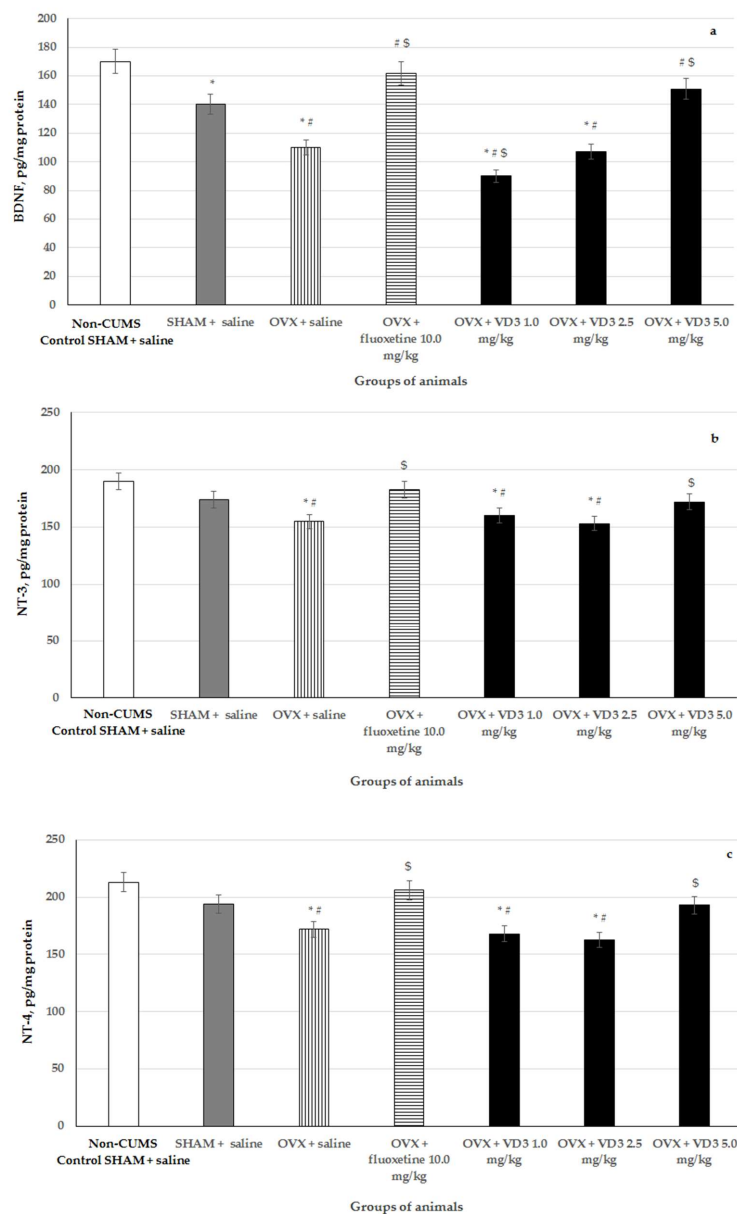 a
BDNF, pg/mg protein
200
180
160
140
120
100
80
60
40
20
0
*
* #
# $
* # $
* #
# $
Non-CUMS
Control SHAM + saline
SHAM + saline
OVX + saline
OVX +
fluoxetine 10.0
mg/kg
OVX + VD3 1.0
mg/kg
OVX + VD3 2.5
mg/kg
OVX + VD3 5.0
mg/kg
Groups of animals
b
NT-3, pg/mg protein
250
200
150
100
50
0
* #
$
* #
* #
$
Non-CUMS
Control SHAM + saline
SHAM + saline
OVX + saline
OVX +
fluoxetine 10.0
mg/kg
OVX + VD3 1.0
mg/kg
OVX + VD3 2.5
mg/kg
OVX + VD3 5.0
mg/kg
Groups of animals
c
NT-4, pg/mg protein
250
200
150
100
50
0
* #
$
* #
* #
$
Non-CUMS
Control SHAM + saline
SHAM + saline
OVX + saline
OVX +
fluoxetine 10.0
mg/kg
OVX + VD3 1.0
mg/kg
OVX + VD3 2.5
mg/kg
OVX + VD3 5.0
mg/kg
Groups of animals